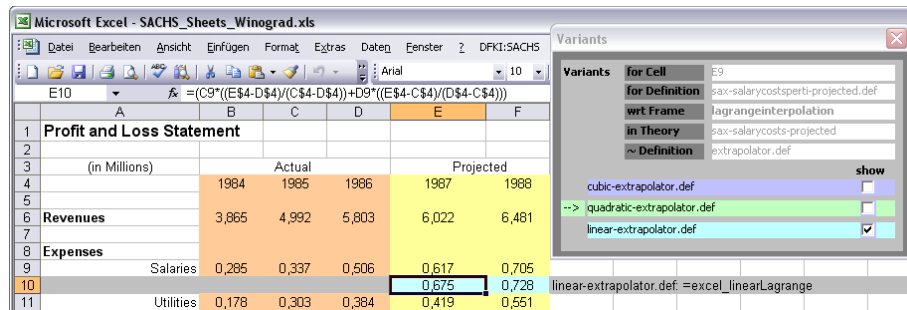 Microsoft Excel - SACHS_Sheets_Winograd.xls
Datei Bearbeiten Ansicht Einfügen Format Extras Daten Fenster ? DFKI:SACHS
Arial 10
E10 fx =(C9*((E$4-D$4)/(C$4-D$4))+D9*((E$4-C$4)/(D$4-C$4)))
A B C D E F
1 Profit and Loss Statement
2
3 (in Millions) Actual Projected
4 1984 1985 1986 1987 1988
5
6 Revenues 3,865 4,992 5,803 6,022 6,481
7
8 Expenses
9 Salaries 0,285 0,337 0,506 0,617 0,705
10 0,675 0,728 linear-extrapolator.def: =excel_linearLagrange
11 Utilities 0,178 0,303 0,384 0,419 0,551
Variants
Variants for Cell E9
for Definition sax-salarycostsperti-projected.def
wrt Frame lagrangeinterpolation
in Theory sax-salarycosts-projected
~ Definition extrapolator.def
show
cubic-extrapolator.def
--> quadratic-extrapolator.def
linear-extrapolator.def